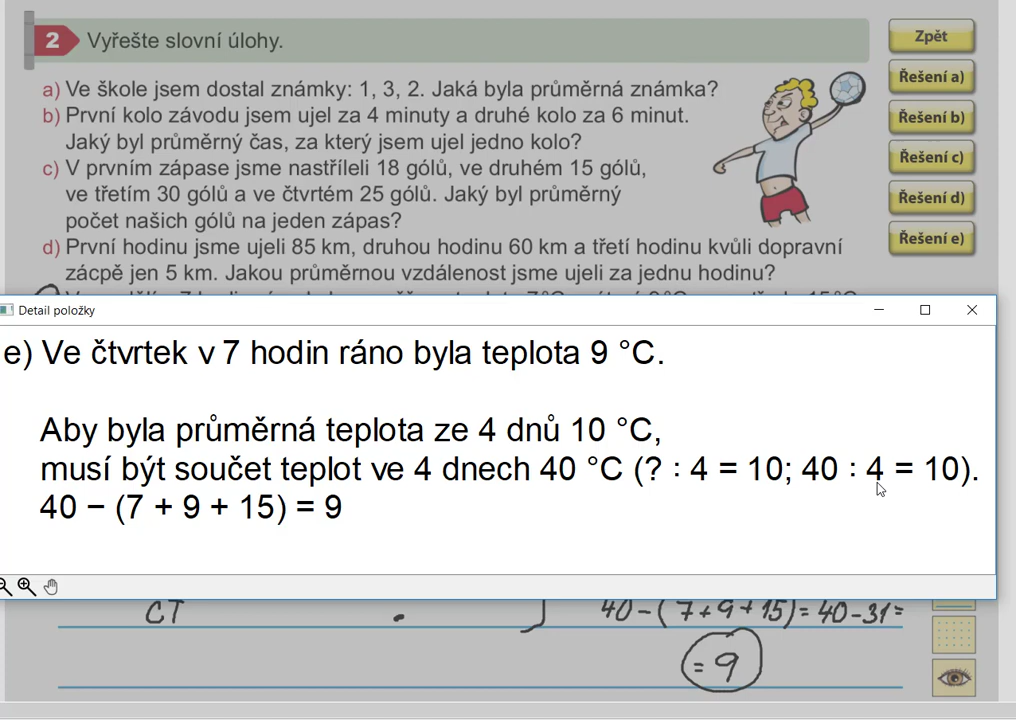 2 Vyřešte slovní úlohy.
Zpět
a) Ve škole jsem dostal známky: 1, 3, 2. Jaká byla průměrná známka?
Řešení a)
b) První kolo závodu jsem ujel za 4 minuty a druhé kolo za 6 minut.
Řešení b)
Jaký byl průměrný čas, za který jsem ujel jedno kolo?
c) V prvním zápase jsme nastříleli 18 gólů, ve druhém 15 gólů,
Řešení c)
ve třetím 30 gólů a ve čtvrtém 25 gólů. Jaký byl průměrný
Řešení d)
počet našich gólů na jeden zápas?
d) První hodinu jsme ujeli 85 km, druhou hodinu 60 km a třetí hodinu kvůli dopravní
Řešení e)
zácpě jen 5 km. Jakou průměrnou vzdálenost jsme ujeli za jednu hodinu?
Detail položky
e) Ve čtvrtek v 7 hodin ráno byla teplota 9 °C.
Aby byla průměrná teplota ze 4 dnů 10 °C,
musí být součet teplot ve 4 dnech 40 °C (? : 4 = 10; 40 : 4 = 10).
40 − (7 + 9 + 15) = 9
ČT . 40-(7+9+15)=40-31=
=9